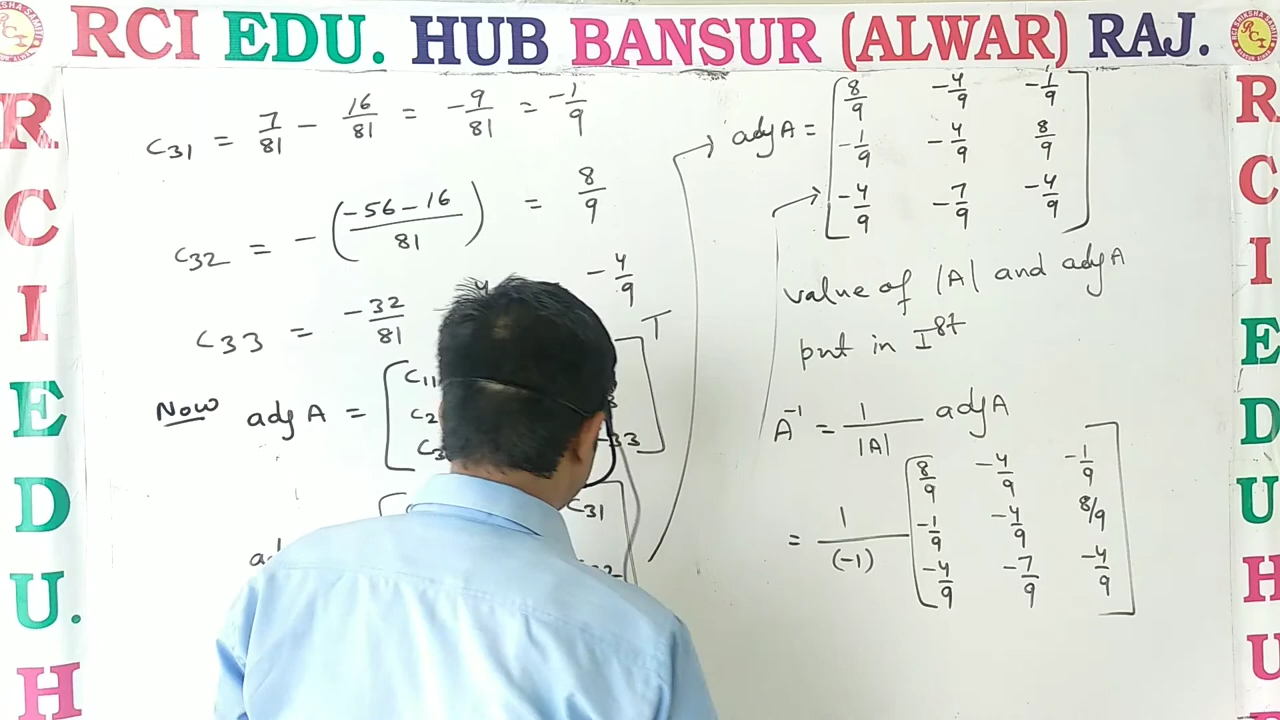 RCI EDU. HUB BANSUR (ALWAR) RAJ.
R
C
I
E
D
U.
H
C31 = 7/81 - 16/81 = -9/81 = -1/9
C32 = -(-56-16/81) = 8/9
C33 = -32/81 -4/9
Now adj A = [C11
T
33
C31
adj A = [8/9 -4/9 -1/9
-1/9 -4/9 8/9
-4/9 -7/9 -4/9]
value of |A| and adj A
put in Ist
A-1 = 1/|A| adj A
= 1/(-1) [8/9 -4/9 -1/9
-1/9 -4/9 8/9
-4/9 -7/9 -4/9]
R
C
I
E
D
U
H
U